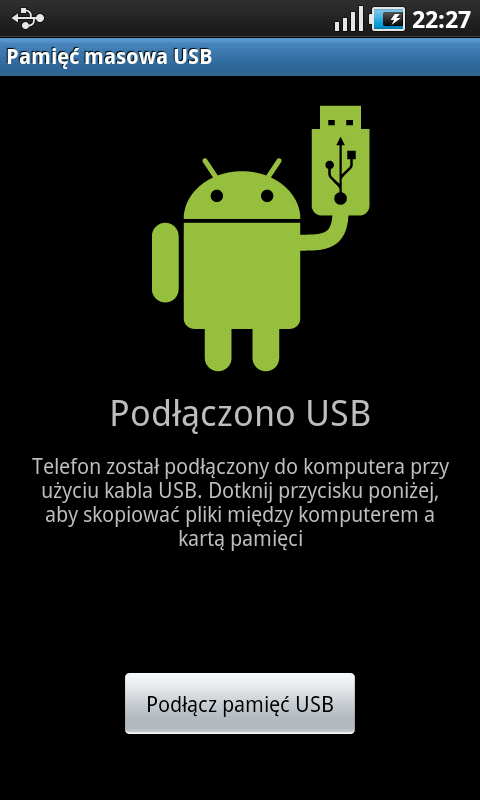 22:27
Pamięć masowa USB
Podłączono USB
Telefon został podłączony do komputera przy
użyciu kabla USB. Dotknij przycisku poniżej,
aby skopiować pliki między komputerem a
kartą pamięci
Podłącz pamięć USB